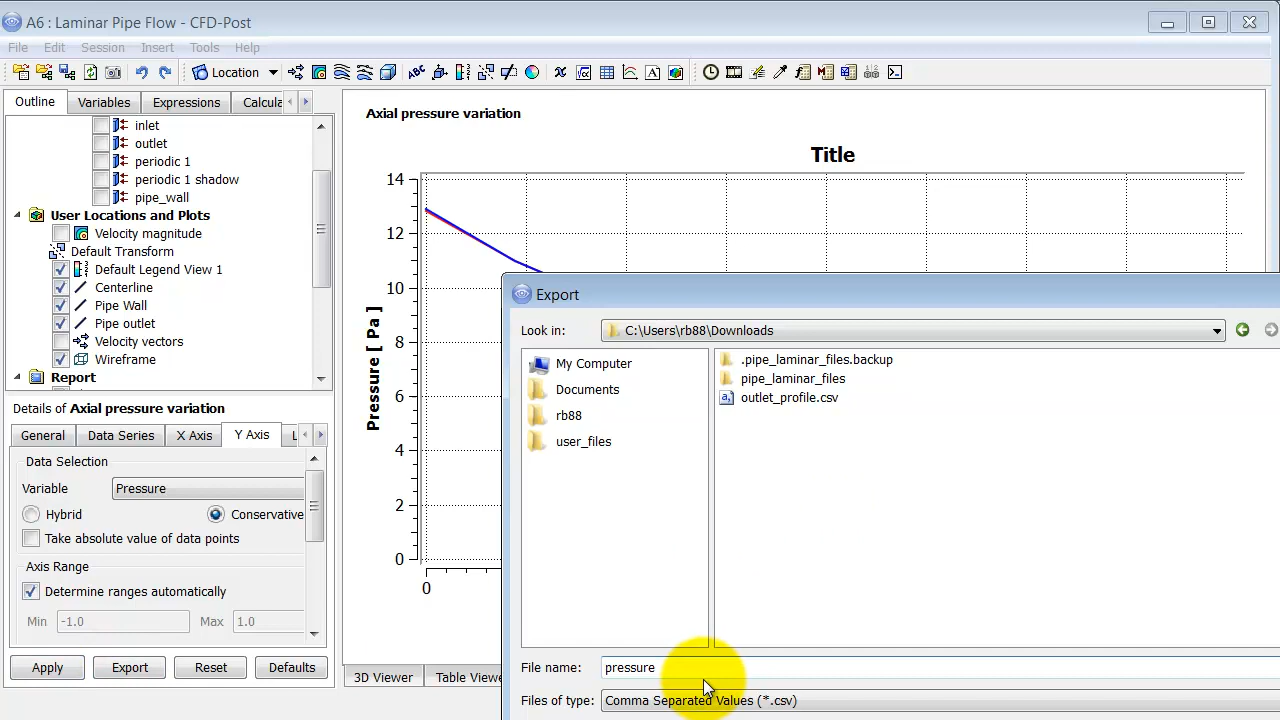 A6 : Laminar Pipe Flow - CFD-Post
File Edit Session Insert Tools Help
Location
Outline Variables Expressions Calcula
inlet
outlet
periodic 1
periodic 1 shadow
pipe_wall
User Locations and Plots
Velocity magnitude
Default Transform
Default Legend View 1
Centerline
Pipe Wall
Pipe outlet
Velocity vectors
Wireframe
Report
Details of Axial pressure variation
General Data Series X Axis Y Axis L
Data Selection
Variable Pressure
Hybrid Conservative
Take absolute value of data points
Axis Range
Determine ranges automatically
Min -1.0 Max 1.0
Apply Export Reset Defaults
Axial pressure variation
Title
Pressure [ Pa ]
14
12
10
8
6
4
2
0
0
3D Viewer Table Viewe
Export
Look in: C:\Users\rb88\Downloads
My Computer
Documents
rb88
user_files
.pipe_laminar_files.backup
pipe_laminar_files
outlet_profile.csv
File name: pressure
Files of type: Comma Separated Values (*.csv)